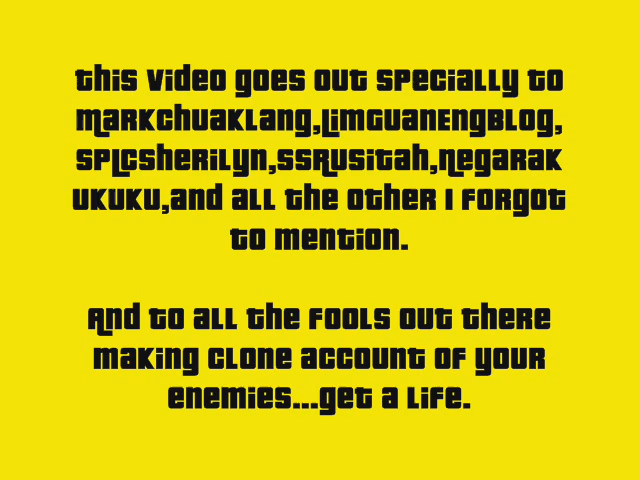 this video goes out specially to
markchuaklang,Limguanengblog,
splcsherilyn,ssrusitah,Negarak
ukuku,and all the other I forgot
to mention.
And to all the fools out there
making clone account of your
enemies...get a life.